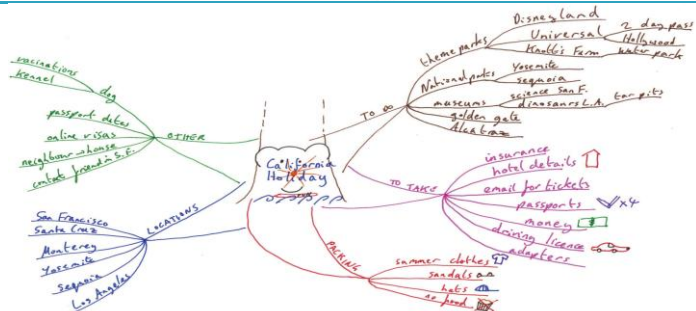 California
Holiday
TO DO
theme parks
Disneyland
Universal
2 day pass
Hollywood
Knott's Farm
water park
National parks
Yosemite
sequoia
museums
science San F.
dinosaurs L.A.
tar pits
golden gate
Alcatraz
TO TAKE
insurance
hotel details
email for tickets
passports
x4
money
driving licence
adapters
PACKING
summer clothes
sandals
hats
no food
LOCATIONS
San Francisco
Santa Cruz
Monterey
Yosemite
sequoia
Los Angeles
OTHER
dog
vaccinations
kennel
passport dates
online visas
neighbour → house
contact friend in S.F.